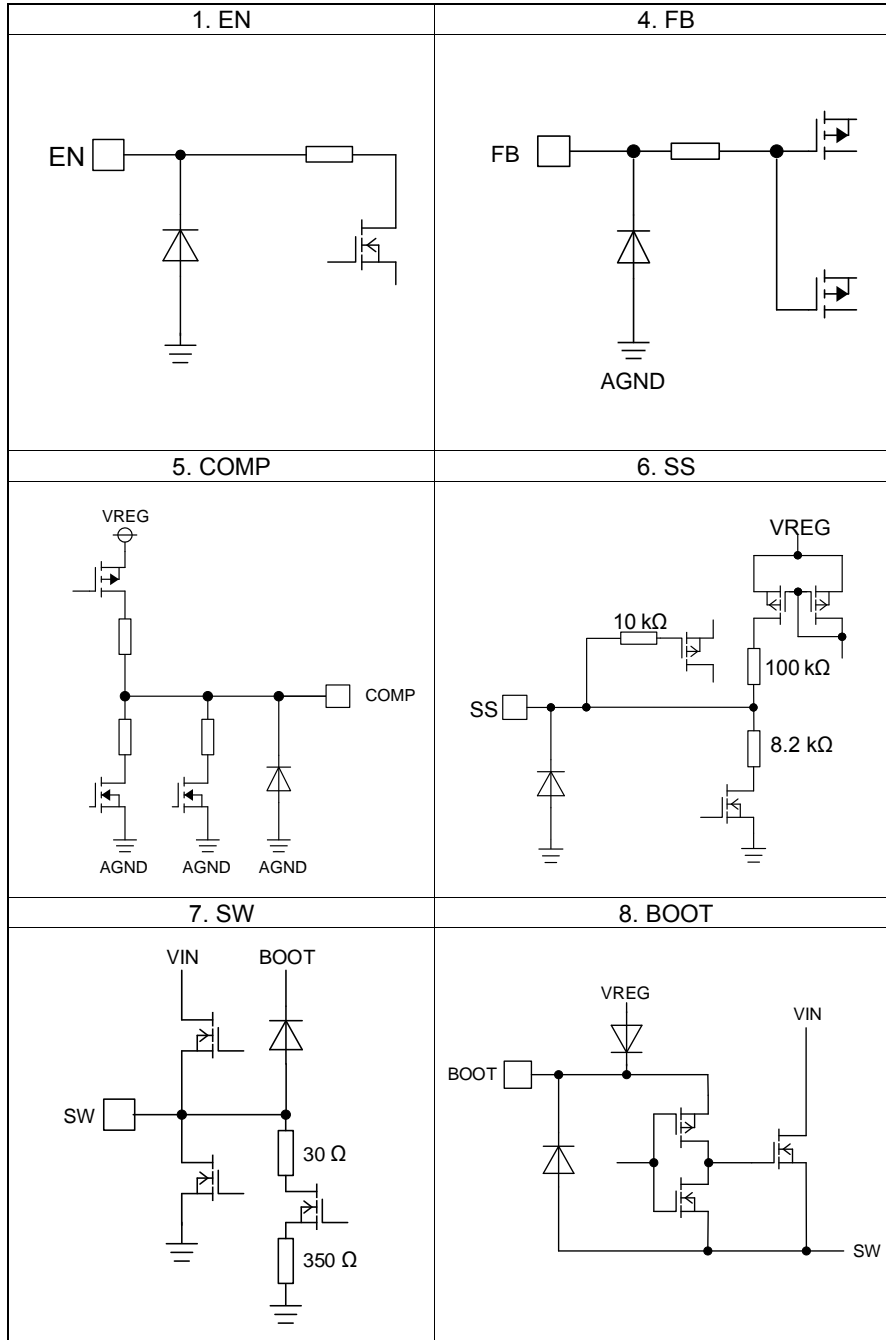 1. EN
4. FB
EN
FB
AGND
5. COMP
6. SS
VREG
COMP
AGND
AGND
AGND
VREG
10 kΩ
100 kΩ
SS
8.2 kΩ
7. SW
8. BOOT
VIN
BOOT
SW
30 Ω
350 Ω
VREG
VIN
BOOT
SW